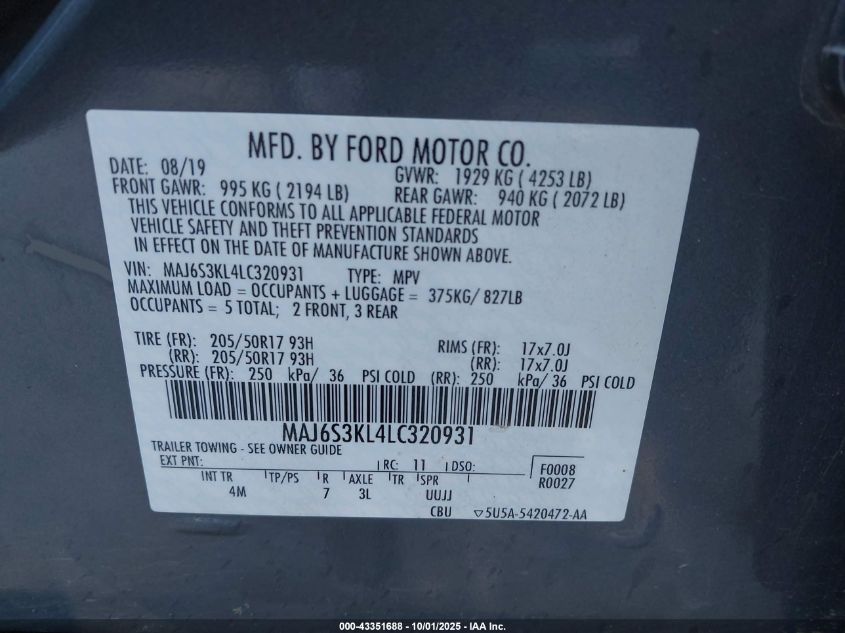 MFD. BY FORD MOTOR CO.
DATE: 08/19 GVWR: 1929 KG ( 4253 LB)
FRONT GAWR: 995 KG ( 2194 LB) REAR GAWR: 940 KG ( 2072 LB)
THIS VEHICLE CONFORMS TO ALL APPLICABLE FEDERAL MOTOR
VEHICLE SAFETY AND THEFT PREVENTION STANDARDS
IN EFFECT ON THE DATE OF MANUFACTURE SHOWN ABOVE.
VIN: MAJ6S3KL4LC320931 TYPE: MPV
MAXIMUM LOAD = OCCUPANTS + LUGGAGE = 375KG/ 827LB
OCCUPANTS = 5 TOTAL; 2 FRONT, 3 REAR
TIRE (FR): 205/50R17 93H RIMS (FR): 17x7.0J
(RR): 205/50R17 93H (RR): 17x7.0J
PRESSURE (FR): 250 kPa/ 36 PSI COLD (RR): 250 kPa/ 36 PSI COLD
MAJ6S3KL4LC320931
TRAILER TOWING - SEE OWNER GUIDE
EXT PNT: RC: 11 DSO: F0008
R0027
INT TR TP/PS R AXLE TR SPR
4M 7 3L UUJJ
CBU ▽5U5A-5420472-AA
000-43351688 - 10/01/2025 - IAA Inc.